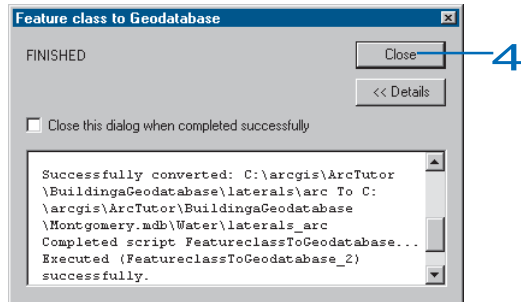 Feature class to Geodatabase
FINISHED
Close
4
<< Details
Close this dialog when completed successfully
Successfully converted: C:\arcgis\ArcTutor
\BuildingaGeodatabase\laterals\arc To C:
\arcgis\ArcTutor\BuildingaGeodatabase
\Montgomery.mdb\Water\laterals_arc
Completed script FeatureclassToGeodatabase...
Executed (FeatureclassToGeodatabase_2)
successfully.